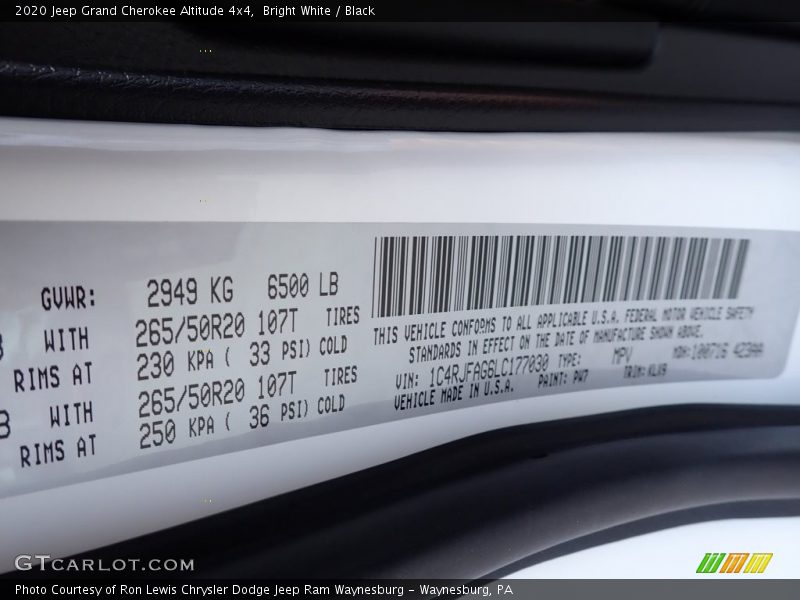 2020 Jeep Grand Cherokee Altitude 4x4, Bright White / Black
GVWR: 2949 KG 6500 LB
WITH 265/50R20 107T TIRES
RIMS AT 230 KPA ( 33 PSI) COLD
WITH 265/50R20 107T TIRES
RIMS AT 250 KPA ( 36 PSI) COLD
THIS VEHICLE CONFORMS TO ALL APPLICABLE U.S.A. FEDERAL MOTOR VEHICLE SAFETY
STANDARDS IN EFFECT ON THE DATE OF MANUFACTURE SHOWN ABOVE.
VIN: 1C4RJFAG6LC177030 TYPE: MPV MDH:100716 423AA
VEHICLE MADE IN U.S.A. PAINT: PW7 TRIM:
GTCARLOT.COM
Photo Courtesy of Ron Lewis Chrysler Dodge Jeep Ram Waynesburg - Waynesburg, PA